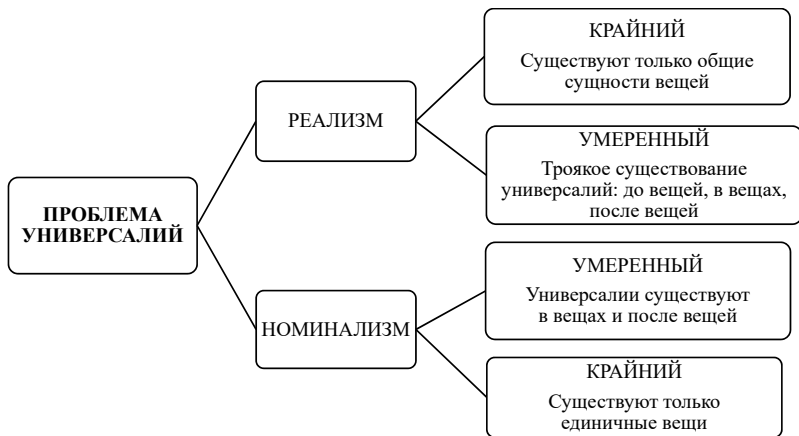 ПРОБЛЕМА
УНИВЕРСАЛИЙ
РЕАЛИЗМ
КРАЙНИЙ
Существуют только общие
сущности вещей
УМЕРЕННЫЙ
Троякое существование
универсалий: до вещей, в вещах,
после вещей
НОМИНАЛИЗМ
УМЕРЕННЫЙ
Универсалии существуют
в вещах и после вещей
КРАЙНИЙ
Существуют только
единичные вещи